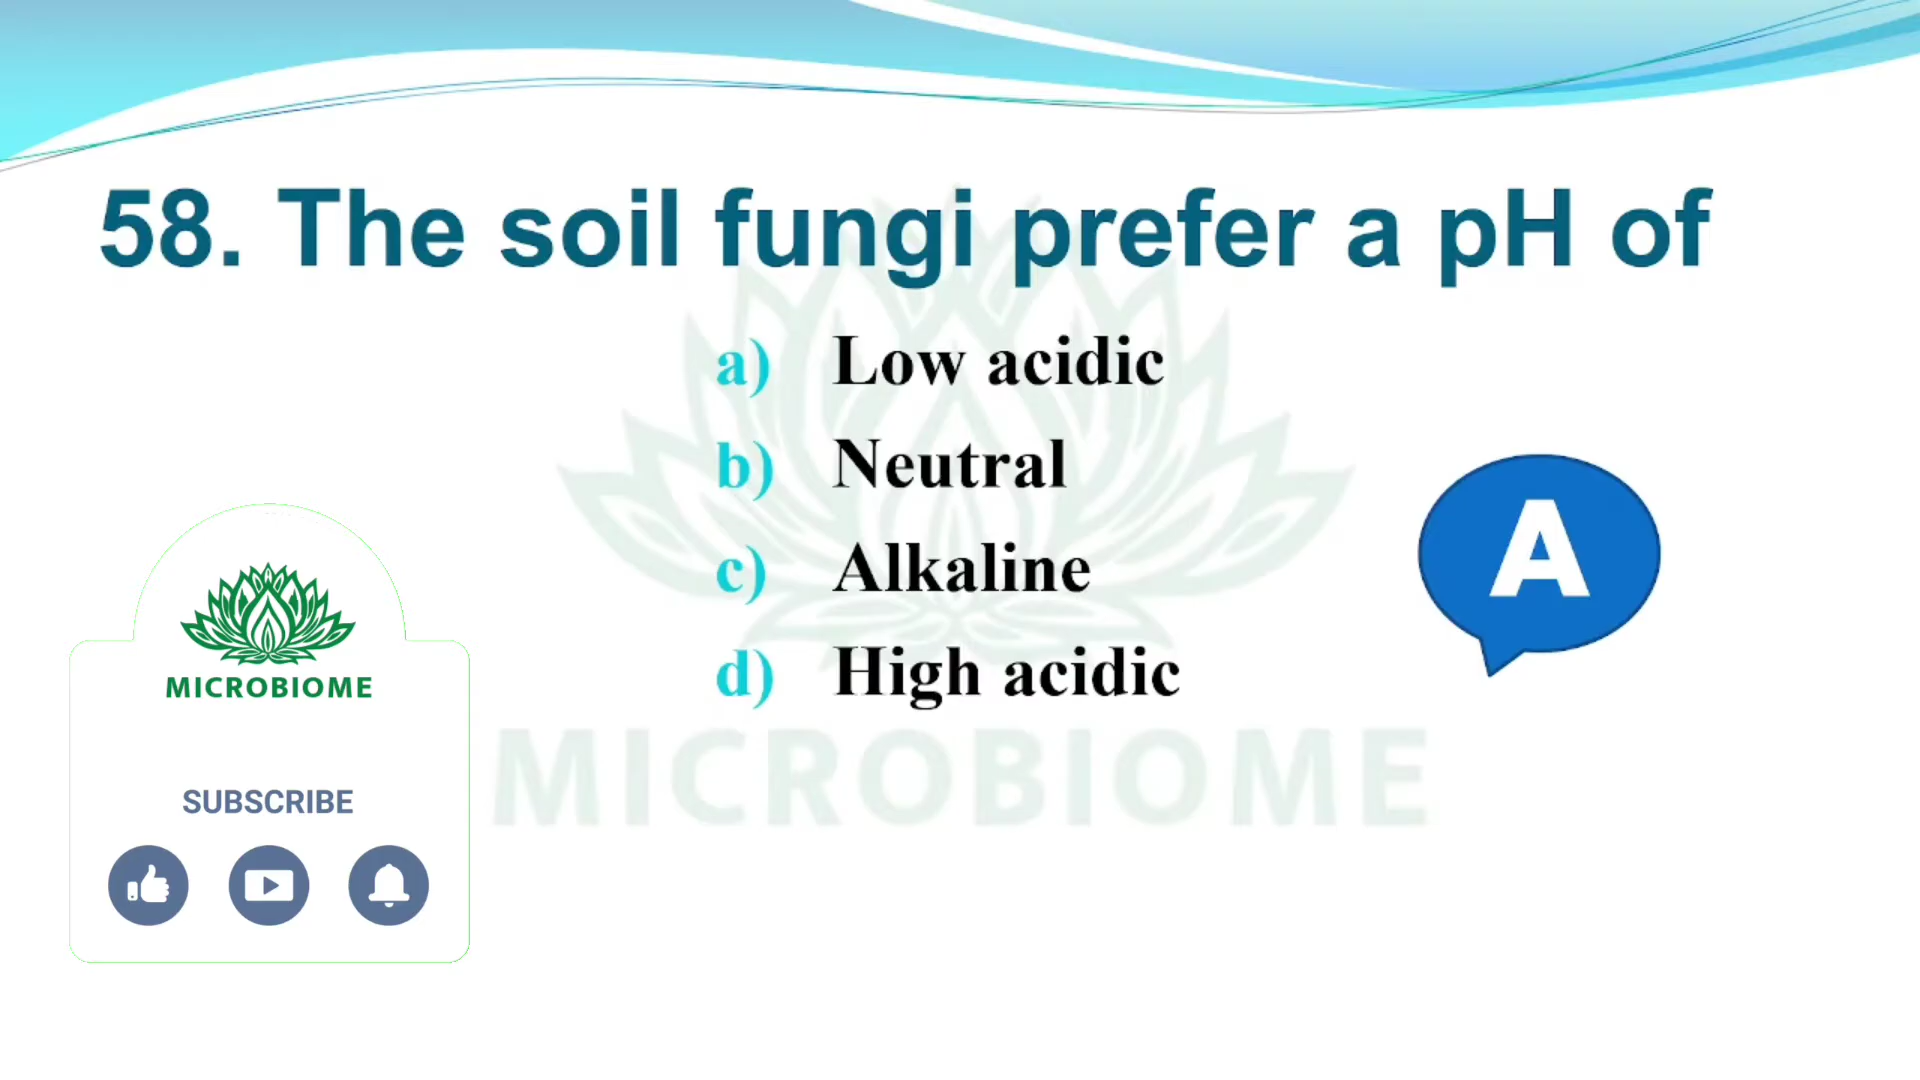 58. The soil fungi prefer a pH of
a) Low acidic
b) Neutral
c) Alkaline
d) High acidic
A
MICROBIOME
SUBSCRIBE
MICROBIOME